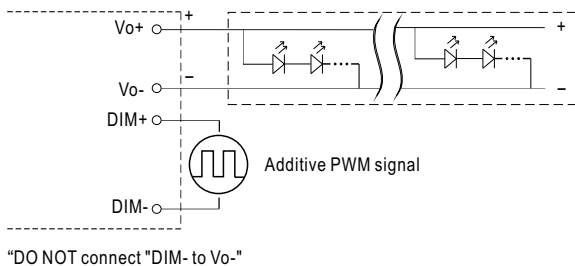 Vo+
+
+
Vo-
–
–
DIM+
Additive PWM signal
DIM-
“DO NOT connect "DIM- to Vo-"